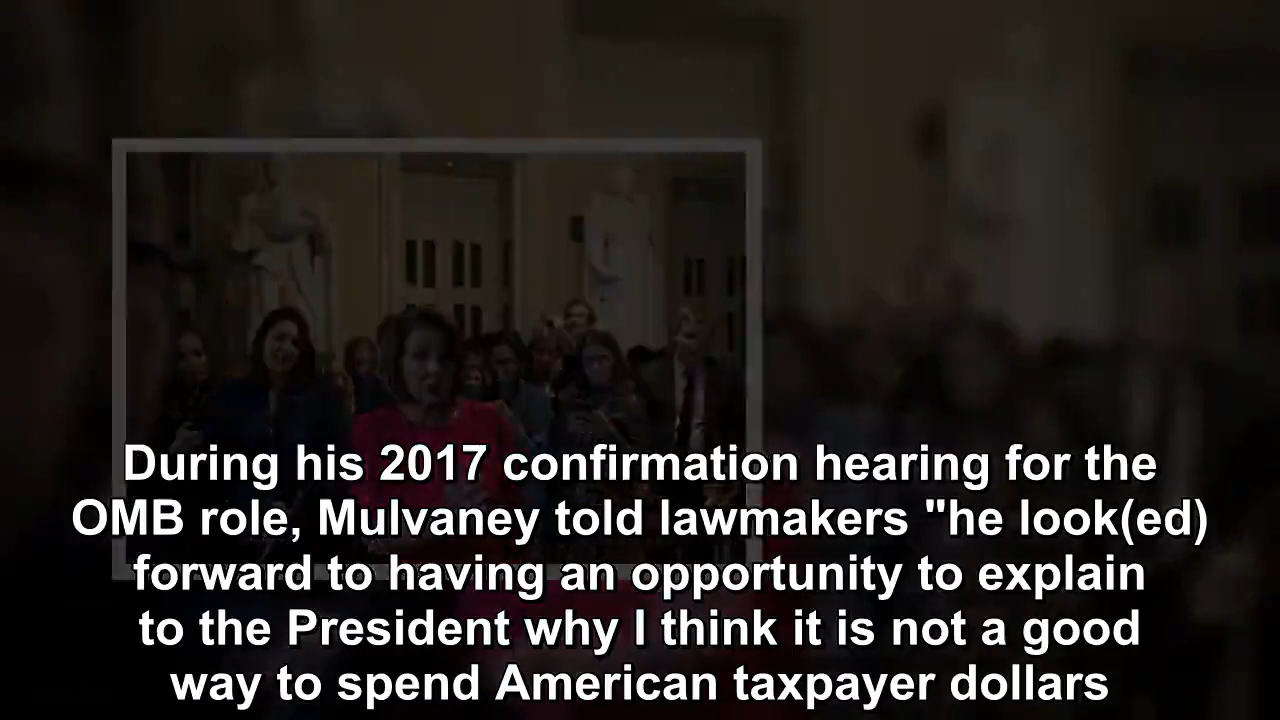 During his 2017 confirmation hearing for the
OMB role, Mulvaney told lawmakers "he look(ed)
forward to having an opportunity to explain
to the President why I think it is not a good
way to spend American taxpayer dollars